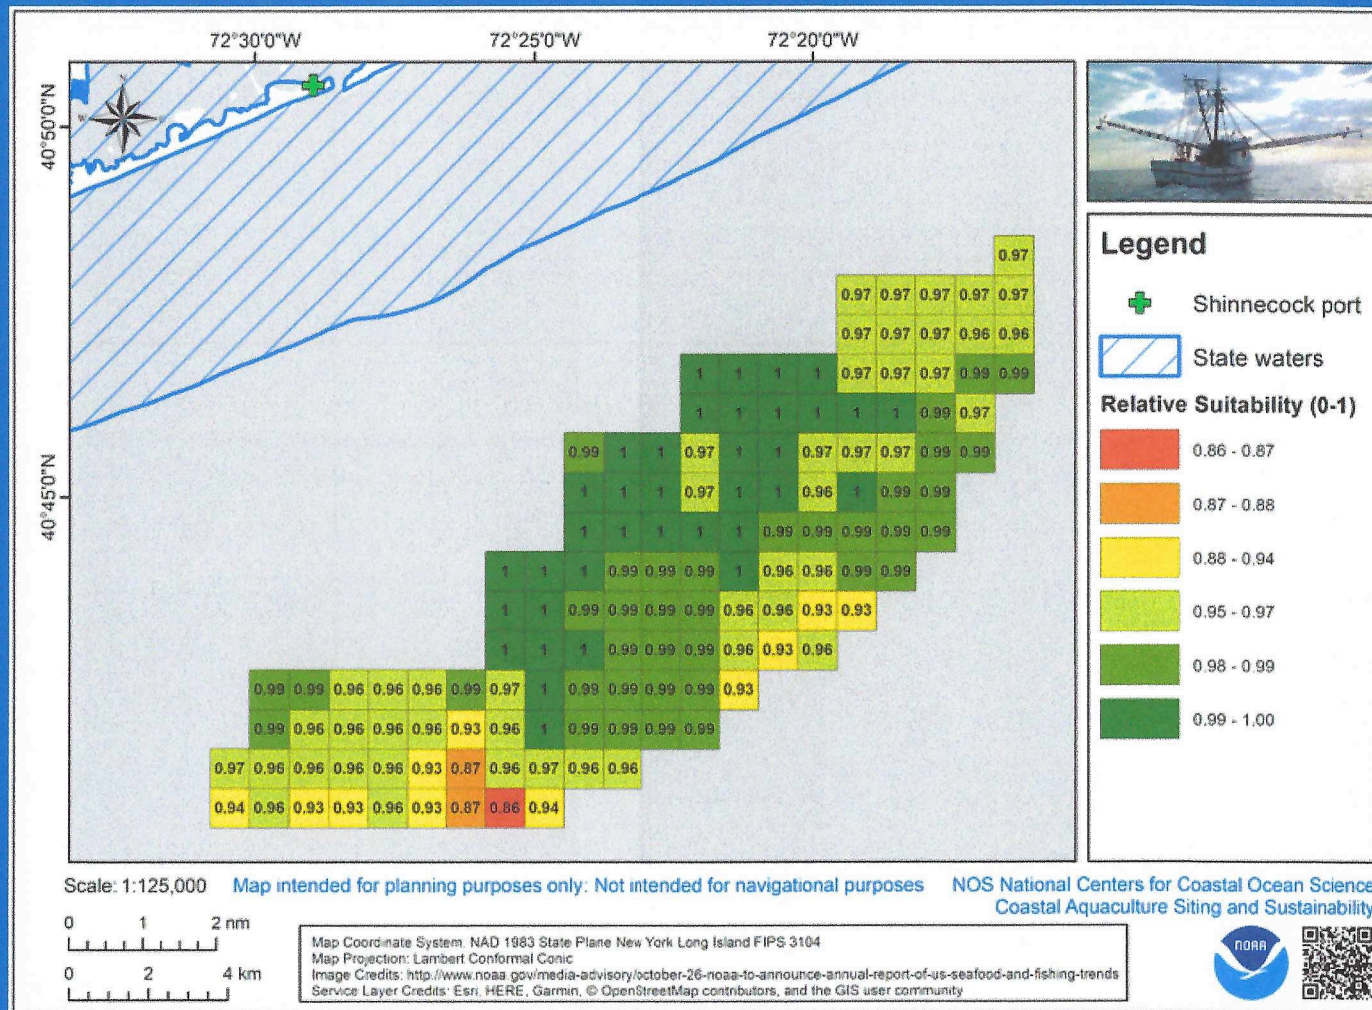 72°30'0"W 72°25'0"W 72°20'0"W
40°50'0"N
40°45'0"N
N
W
0.97
0.97 0.97 0.97 0.97 0.97
0.97 0.97 0.97 0.96 0.96
1 1 1 1 0.97 0.97 0.97 0.99 0.99
1 1 1 1 1 1 0.99 0.97
0.99 1 1 0.97 1 1 0.97 0.97 0.97 0.99 0.99
1 1 1 0.97 1 1 0.96 1 0.99 0.99
1 1 1 1 1 0.99 0.99 0.99 0.99 0.99
1 1 1 0.99 0.99 0.99 1 0.96 0.96 0.99 0.99
1 1 0.99 0.99 0.99 0.99 0.96 0.96 0.93 0.93
1 1 1 0.99 0.99 0.99 0.96 0.93 0.96
0.99 0.99 0.96 0.96 0.96 0.99 0.97 1 0.99 0.99 0.99 0.99 0.93
0.99 0.96 0.96 0.96 0.96 0.93 0.96 1 0.99 0.99 0.99 0.99
0.97 0.96 0.96 0.96 0.96 0.93 0.87 0.96 0.97 0.96 0.96
0.94 0.96 0.93 0.93 0.96 0.93 0.87 0.86 0.94
Legend
Shinnecock port
State waters
Relative Suitability (0-1)
0.86 - 0.87
0.87 - 0.88
0.88 - 0.94
0.95 - 0.97
0.98 - 0.99
0.99 - 1.00
Scale: 1:125,000
Map intended for planning purposes only: Not intended for navigational purposes
NOS National Centers for Coastal Ocean Science
Coastal Aquaculture Siting and Sustainability
0 1 2 nm
0 2 4 km
Map Coordinate System: NAD 1983 State Plane New York Long Island FIPS 3104
Map Projection: Lambert Conformal Conic
Image Credits: http://www.noaa.gov/media-advisory/october-26-noaa-to-announce-annual-report-of-us-seafood-and-fishing-trends
Service Layer Credits: Esri, HERE, Garmin, © OpenStreetMap contributors, and the GIS user community
NOAA